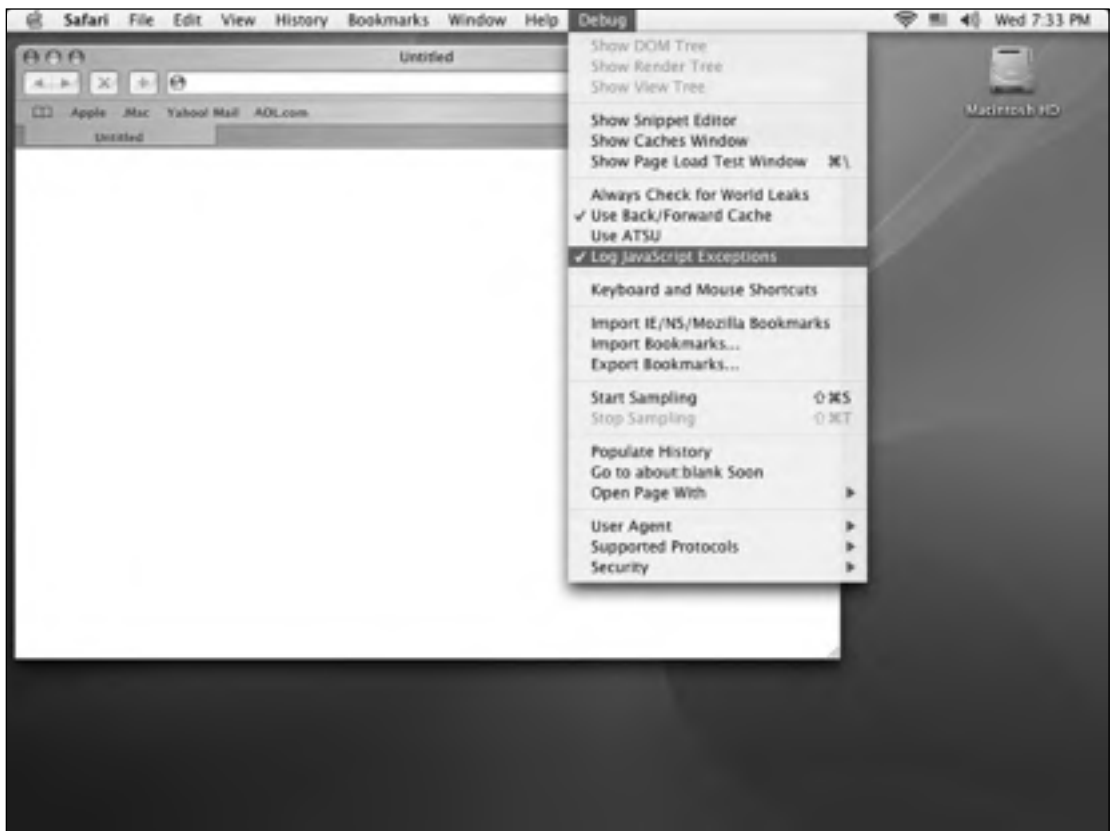 Safari File Edit View History Bookmarks Window Help Debug Wed 7:33 PM
Untitled
Apple .Mac Yahoo! Mail AOL.com
Untitled
Macintosh HD
Show DOM Tree
Show Render Tree
Show View Tree
Show Snippet Editor
Show Caches Window
Show Page Load Test Window ⌘\
Always Check for World Leaks
✓ Use Back/Forward Cache
Use ATSU
✓ Log JavaScript Exceptions
Keyboard and Mouse Shortcuts
Import IE/NS/Mozilla Bookmarks
Import Bookmarks...
Export Bookmarks...
Start Sampling ⇧⌘S
Stop Sampling ⇧⌘T
Populate History
Go to about:blank Soon
Open Page With
User Agent
Supported Protocols
Security